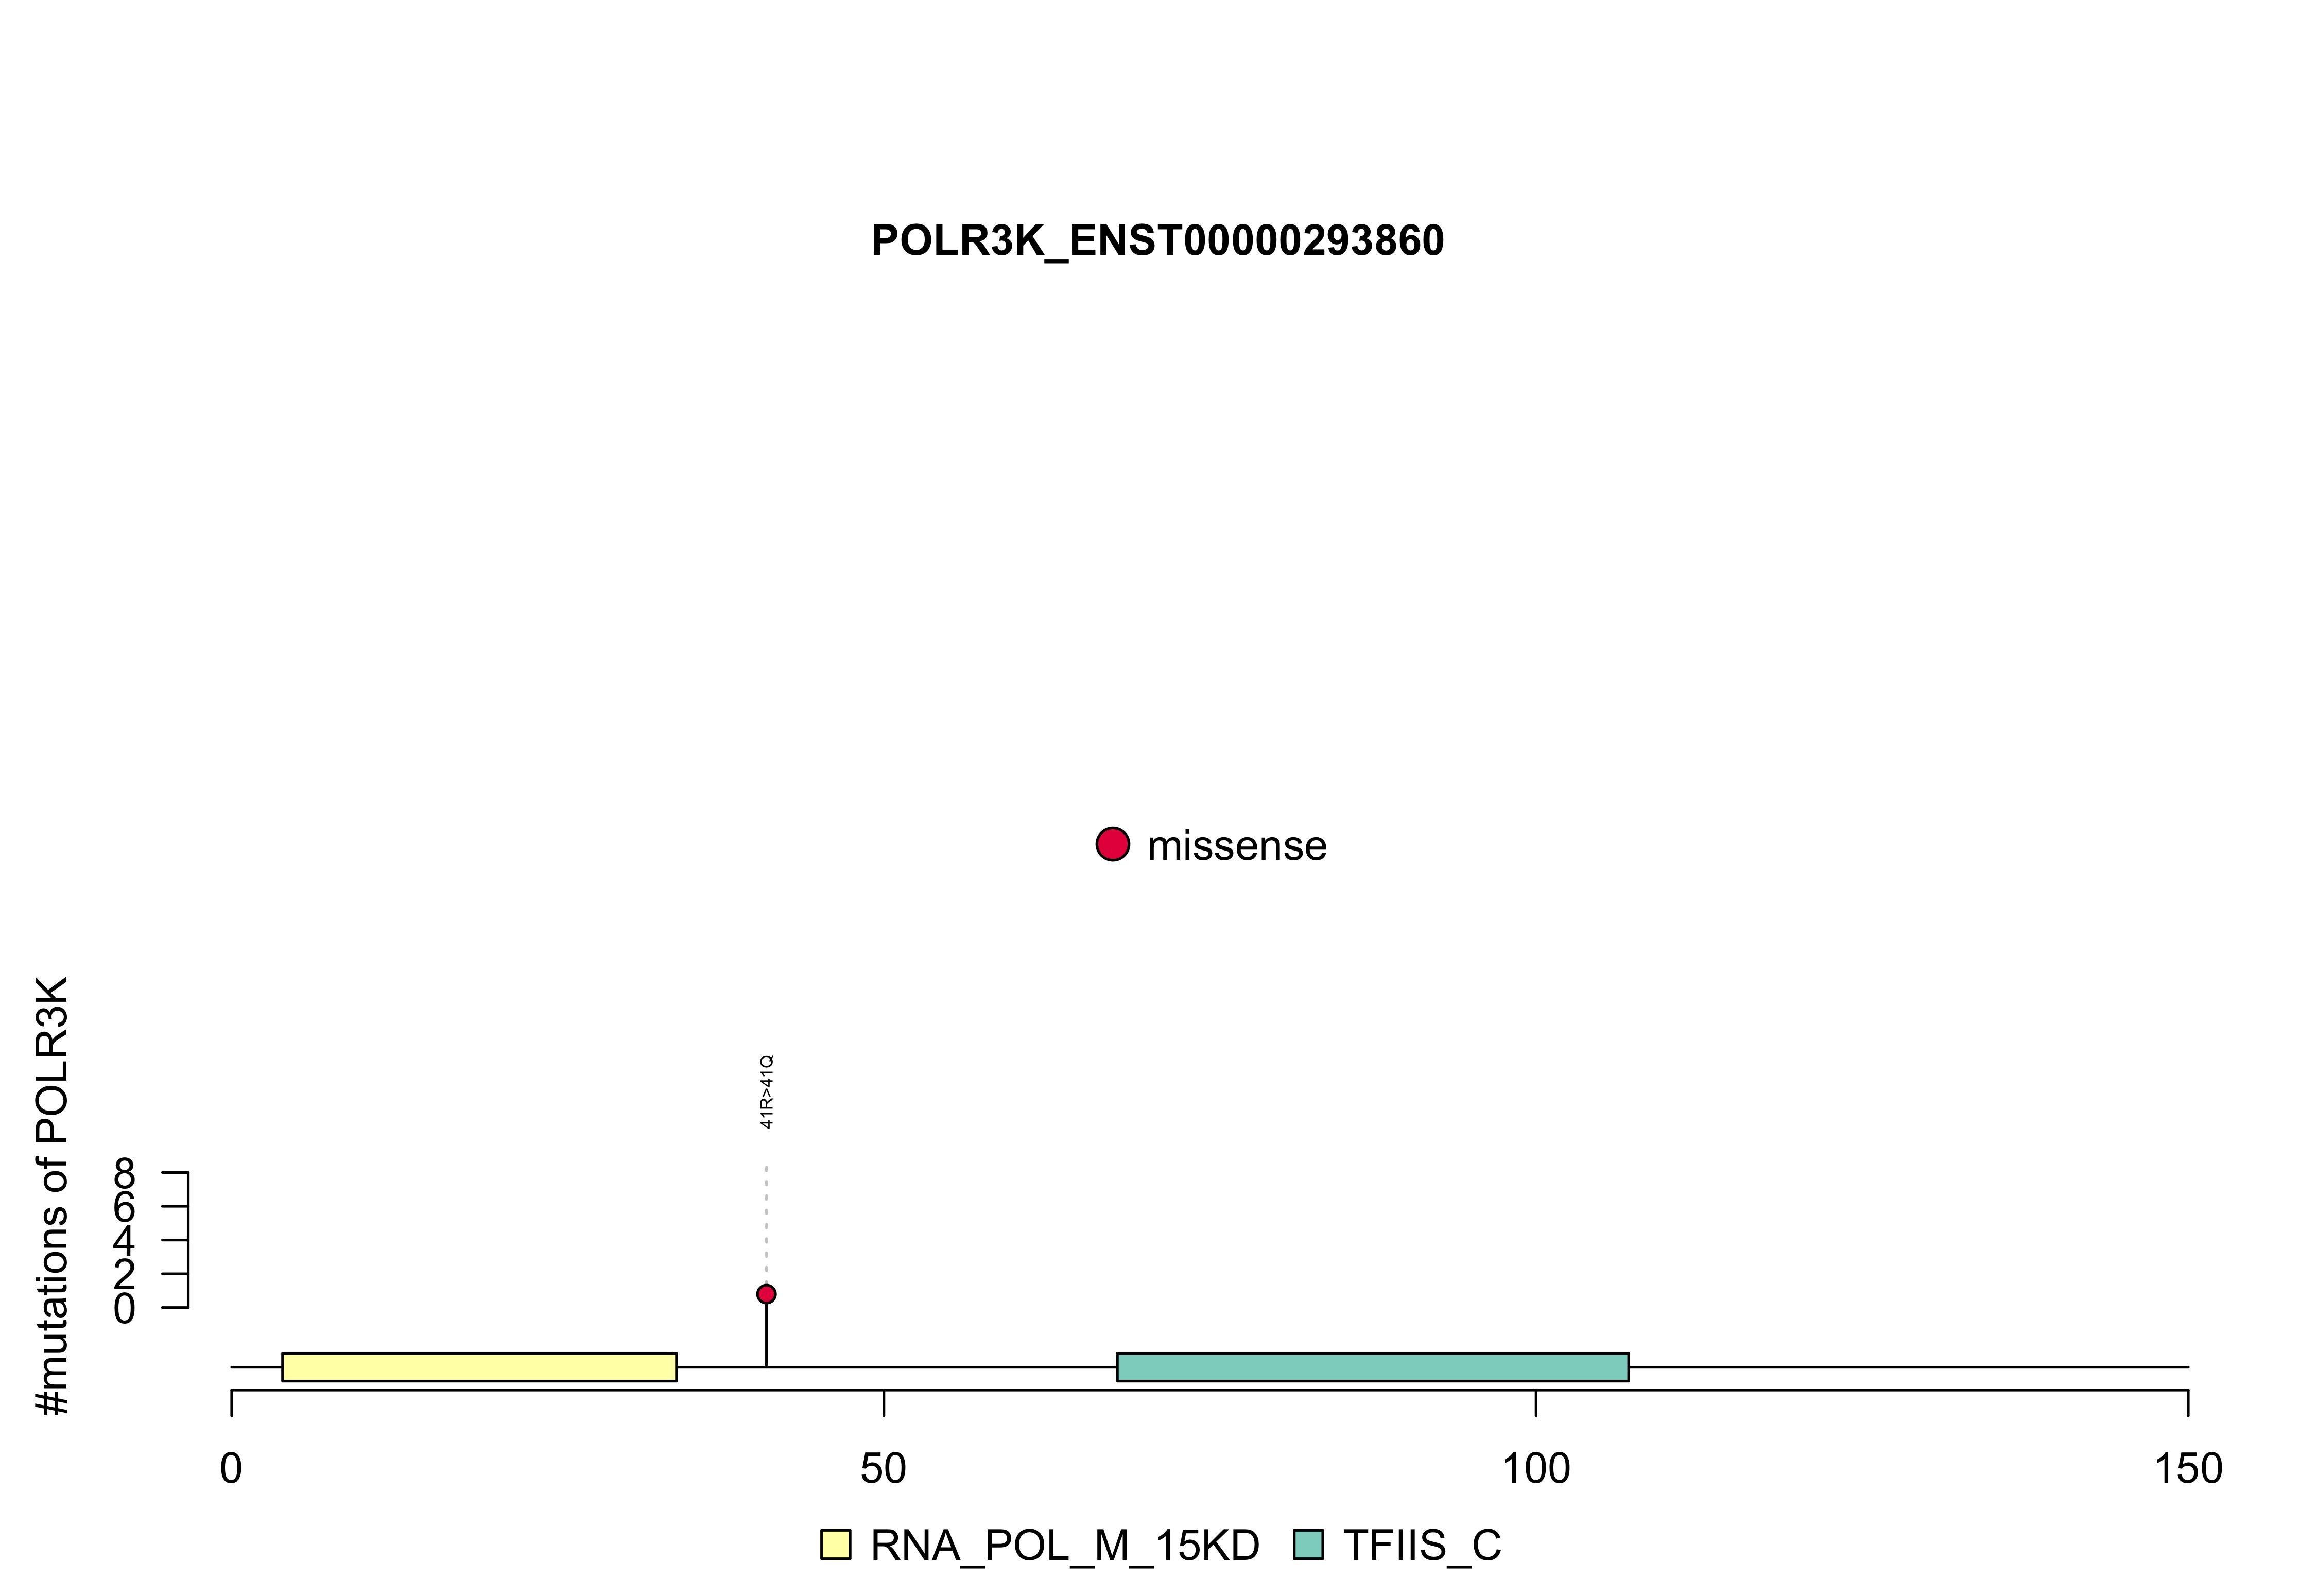 POLR3K_ENST00000293860
missense
#mutations of POLR3K
41R>41Q
8
6
4
2
0
0 50 100 150
RNA_POL_M_15KD TFIIS_C